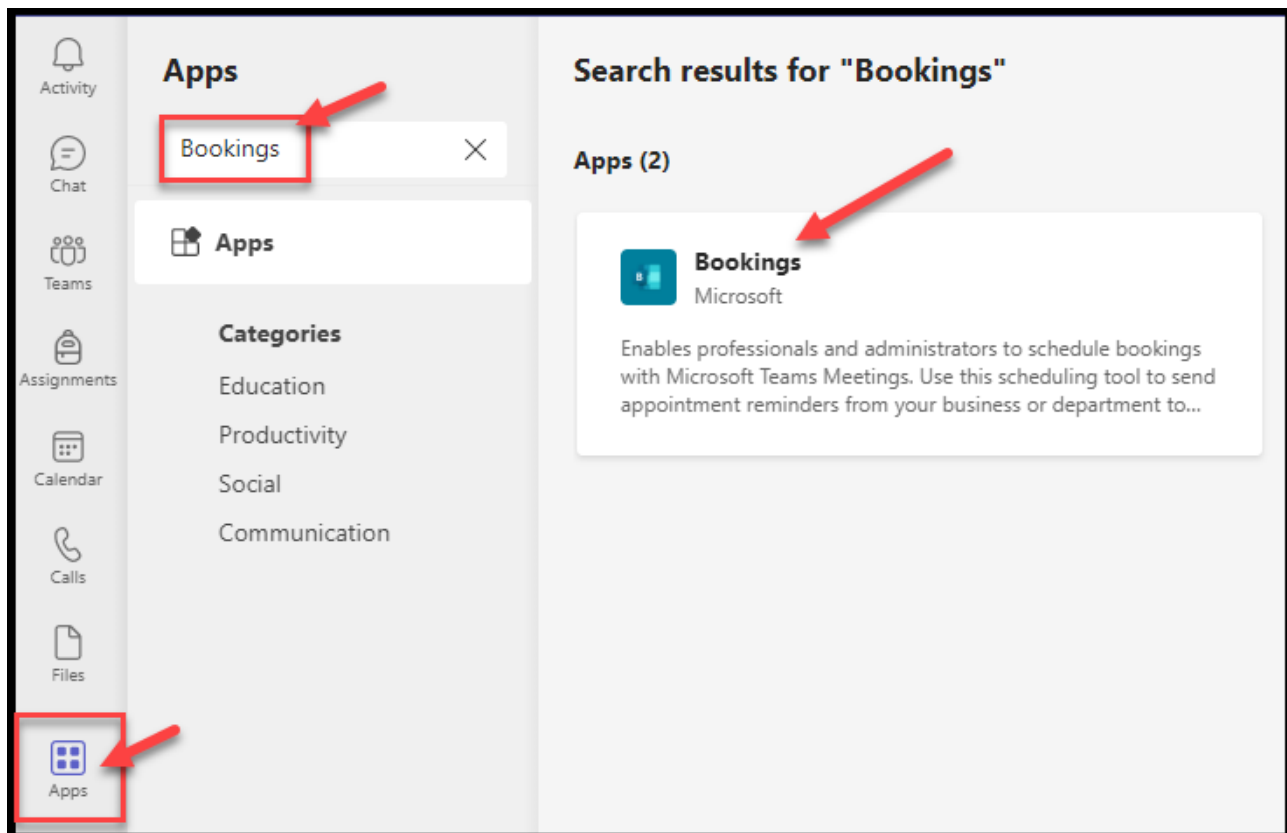 Activity
Chat
Teams
Assignments
Calendar
Calls
Files
Apps
Apps
Bookings
Apps
Categories
Education
Productivity
Social
Communication
Search results for "Bookings"
Apps (2)
B
Bookings
Microsoft
Enables professionals and administrators to schedule bookings
with Microsoft Teams Meetings. Use this scheduling tool to send
appointment reminders from your business or department to...